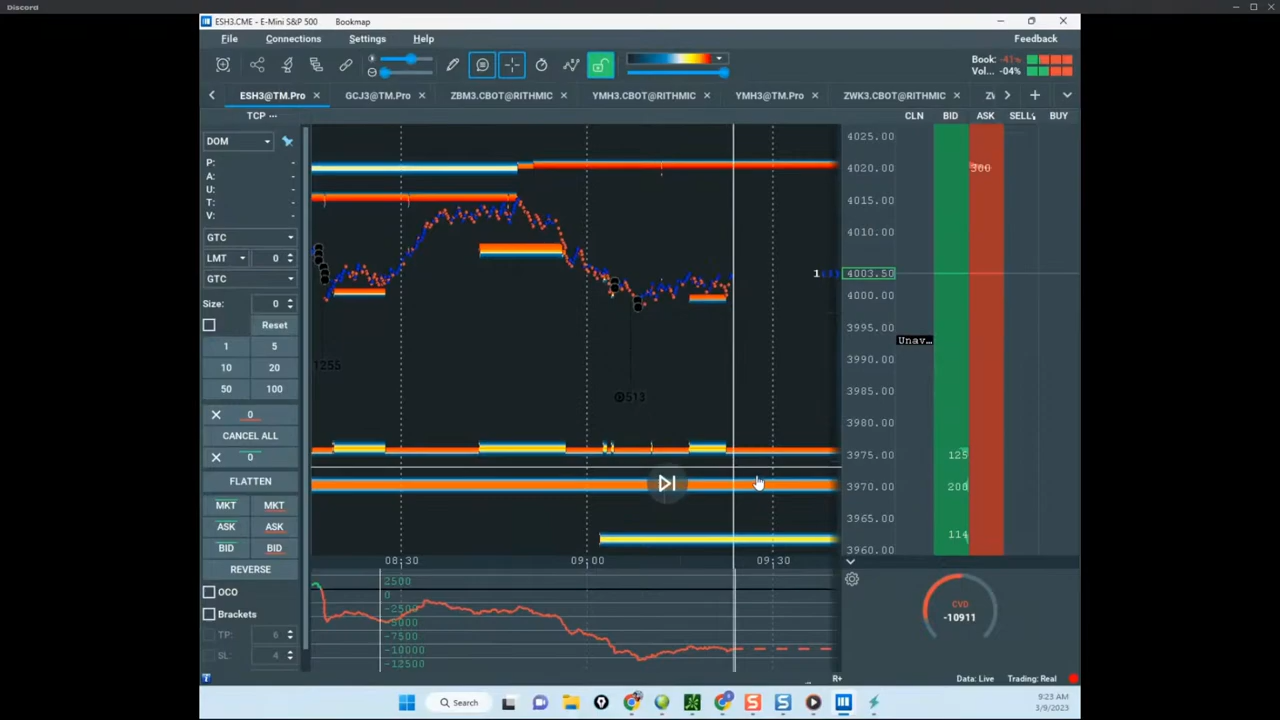 Discord
ESH3.CME - E-Mini S&P 500 Bookmap
File Connections Settings Help Feedback
Book: -41%
Vol... -04%
ESH3@TM.Pro GCJ3@TM.Pro ZBM3.CBOT@RITHMIC YMH3.CBOT@RITHMIC YMH3@TM.Pro ZWK3.CBOT@RITHMIC
TCP ... CLN BID ASK SELL BUY
DOM
P: -
A: -
U: -
T: -
V: -
GTC
LMT 0
GTC
Size: 0
Reset
1 5
10 20
50 100
0
CANCEL ALL
0
FLATTEN
MKT MKT
ASK ASK
BID BID
REVERSE
OCO
Brackets
TP: 6
SL: 4
4025.00
4020.00 300
4015.00
4010.00
1 4003.50
4000.00
3995.00
Unav...
3990.00
1255
3985.00
513
3980.00
3975.00 125
3970.00 208
3965.00
114
3960.00
08:30 09:00 09:30
2500
0
-2500
-5000
-7500
-10000
-12500
CVD
-10911
R+ Data: Live Trading: Real
Search
9:23 AM
3/9/2023